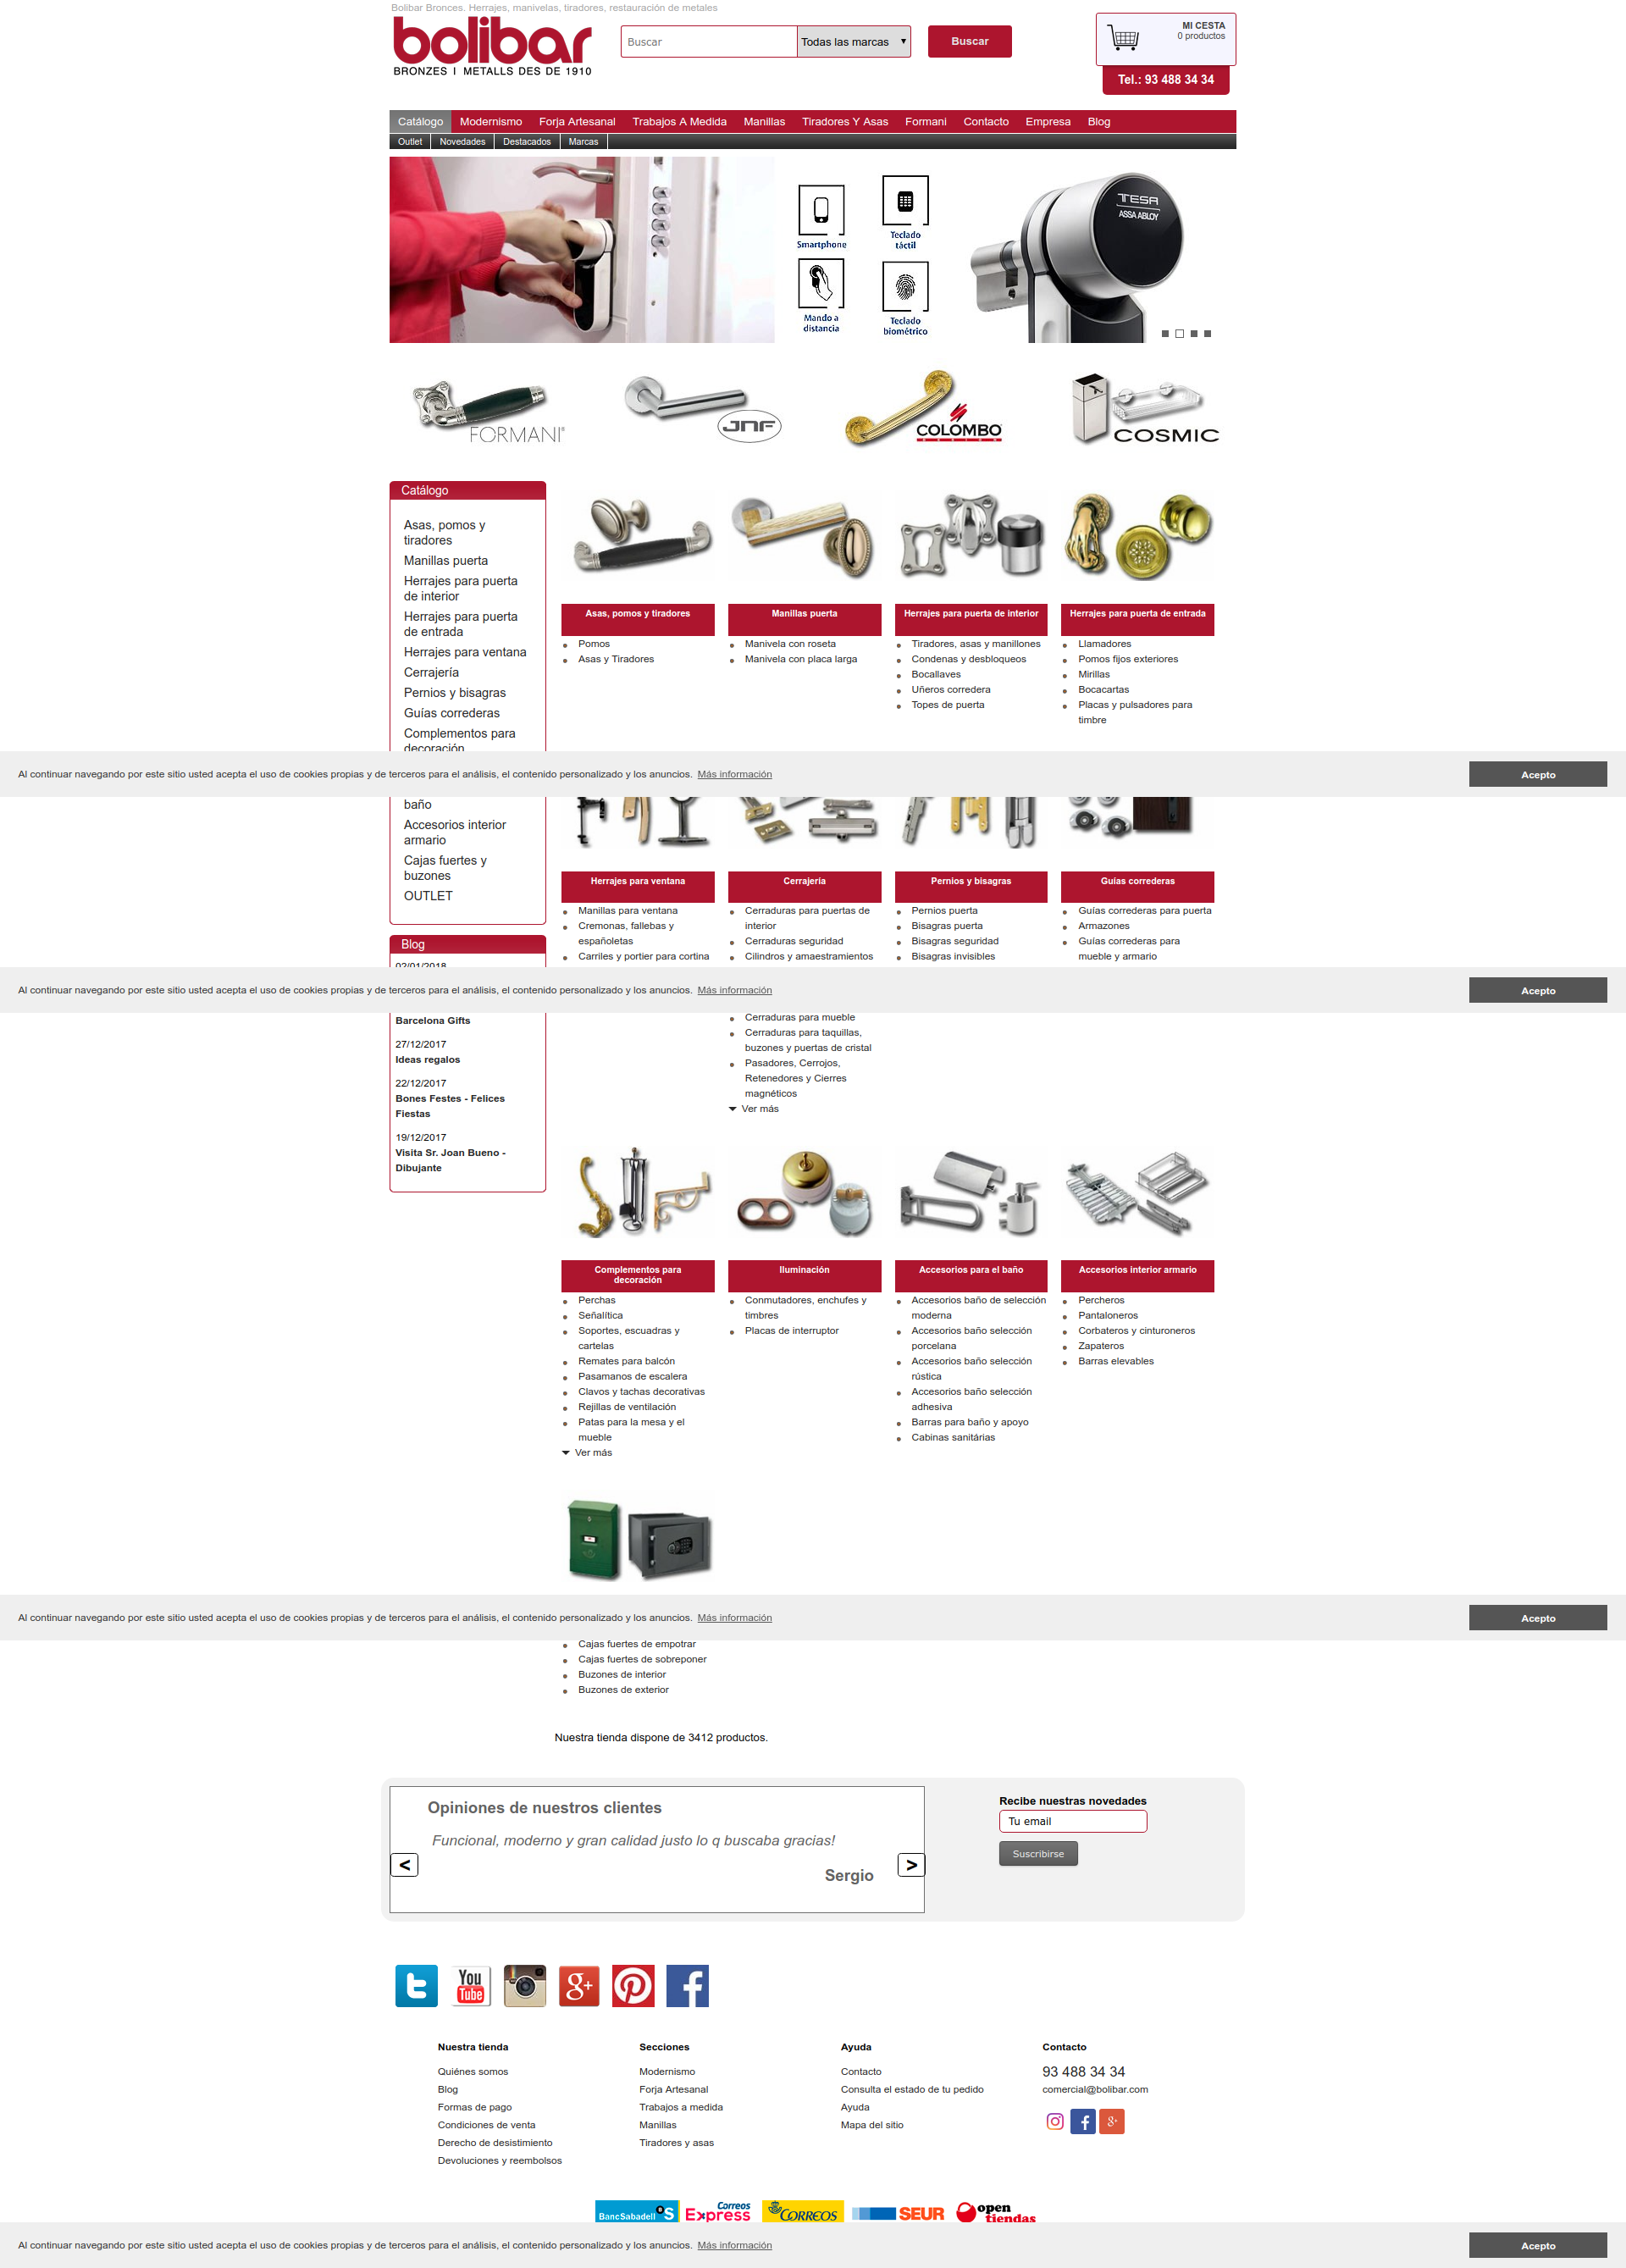 Bolibar Bronces. Herrajes, manivelas, tiradores, restauración de metales
bolibar
BRONZES I METALLS DES DE 1910
Buscar
Todas las marcas
Buscar
MI CESTA
0 productos
Tel.: 93 488 34 34
Catálogo Modernismo Forja Artesanal Trabajos A Medida Manillas Tiradores Y Asas Formani Contacto Empresa Blog
Outlet Novedades Destacados Marcas
Smartphone
Teclado
táctil
Mando a
distancia
Teclado
biométrico
TESA
ASSA ABLOY
FORMANI®
JNF
COLOMBO
COSMIC
Catálogo
Asas, pomos y
tiradores
Manillas puerta
Herrajes para puerta
de interior
Herrajes para puerta
de entrada
Herrajes para ventana
Cerrajería
Pernios y bisagras
Guías correderas
Complementos para
decoración
Asas, pomos y tiradores
Pomos
Asas y Tiradores
Manillas puerta
Manivela con roseta
Manivela con placa larga
Herrajes para puerta de interior
Tiradores, asas y manillones
Condenas y desbloqueos
Bocallaves
Uñeros corredera
Topes de puerta
Herrajes para puerta de entrada
Llamadores
Pomos fijos exteriores
Mirillas
Bocacartas
Placas y pulsadores para
timbre
Al continuar navegando por este sitio usted acepta el uso de cookies propias y de terceros para el análisis, el contenido personalizado y los anuncios. Más información
Acepto
baño
Accesorios interior
armario
Cajas fuertes y
buzones
OUTLET
Blog
02/01/2018
Herrajes para ventana
Manillas para ventana
Cremonas, fallebas y
españoletas
Carriles y portier para cortina
Cerrajería
Cerraduras para puertas de
interior
Cerraduras seguridad
Cilindros y amaestramientos
Pernios y bisagras
Pernios puerta
Bisagras puerta
Bisagras seguridad
Bisagras invisibles
Guías correderas
Guías correderas para puerta
Armazones
Guías correderas para
mueble y armario
Al continuar navegando por este sitio usted acepta el uso de cookies propias y de terceros para el análisis, el contenido personalizado y los anuncios. Más información
Acepto
Barcelona Gifts
27/12/2017
Ideas regalos
22/12/2017
Bones Festes - Felices
Fiestas
19/12/2017
Visita Sr. Joan Bueno -
Dibujante
Cerraduras para mueble
Cerraduras para taquillas,
buzones y puertas de cristal
Pasadores, Cerrojos,
Retenedores y Cierres
magnéticos
Ver más
Complementos para
decoración
Perchas
Señalítica
Soportes, escuadras y
cartelas
Remates para balcón
Pasamanos de escalera
Clavos y tachas decorativas
Rejillas de ventilación
Patas para la mesa y el
mueble
Ver más
Iluminación
Conmutadores, enchufes y
timbres
Placas de interruptor
Accesorios para el baño
Accesorios baño de selección
moderna
Accesorios baño selección
porcelana
Accesorios baño selección
rústica
Accesorios baño selección
adhesiva
Barras para baño y apoyo
Cabinas sanitárias
Accesorios interior armario
Percheros
Pantaloneros
Corbateros y cinturoneros
Zapateros
Barras elevables
Al continuar navegando por este sitio usted acepta el uso de cookies propias y de terceros para el análisis, el contenido personalizado y los anuncios. Más información
Acepto
Cajas fuertes de empotrar
Cajas fuertes de sobreponer
Buzones de interior
Buzones de exterior
Nuestra tienda dispone de 3412 productos.
Opiniones de nuestros clientes
Funcional, moderno y gran calidad justo lo q buscaba gracias!
Sergio
<
>
Recibe nuestras novedades
Tu email
Suscribirse
You
Tube
Nuestra tienda
Quiénes somos
Blog
Formas de pago
Condiciones de venta
Derecho de desistimiento
Devoluciones y reembolsos
Secciones
Modernismo
Forja Artesanal
Trabajos a medida
Manillas
Tiradores y asas
Ayuda
Contacto
Consulta el estado de tu pedido
Ayuda
Mapa del sitio
Contacto
93 488 34 34
comercial@bolibar.com
BancSabadell
Correos
Express
CORREOS
SEUR
open
tiendas
Al continuar navegando por este sitio usted acepta el uso de cookies propias y de terceros para el análisis, el contenido personalizado y los anuncios. Más información
Acepto